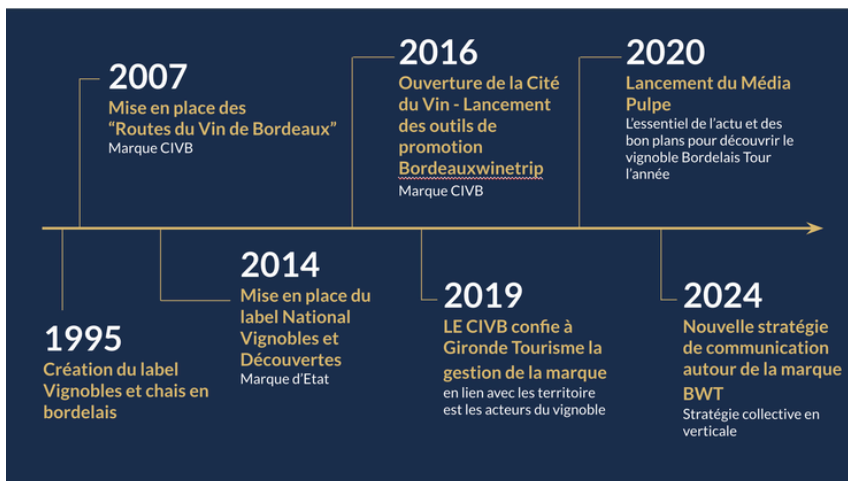 2007
Mise en place des
“Routes du Vin de Bordeaux”
Marque CIVB
2016
Ouverture de la Cité
du Vin - Lancement
des outils de
promotion
Bordeauxwinetrip
Marque CIVB
2020
Lancement du Média
Pulpe
L'essentiel de l'actu et des
bon plans pour découvrir le
vignoble Bordelais Tour
l'année
1995
Création du label
Vignobles et chais en
bordelais
2014
Mise en place du
label National
Vignobles et
Découvertes
Marque d'Etat
2019
LE CIVB confie à
Gironde Tourisme la
gestion de la marque
en lien avec les territoire
est les acteurs du vignoble
2024
Nouvelle stratégie
de communication
autour de la marque
BWT
Stratégie collective en
verticale